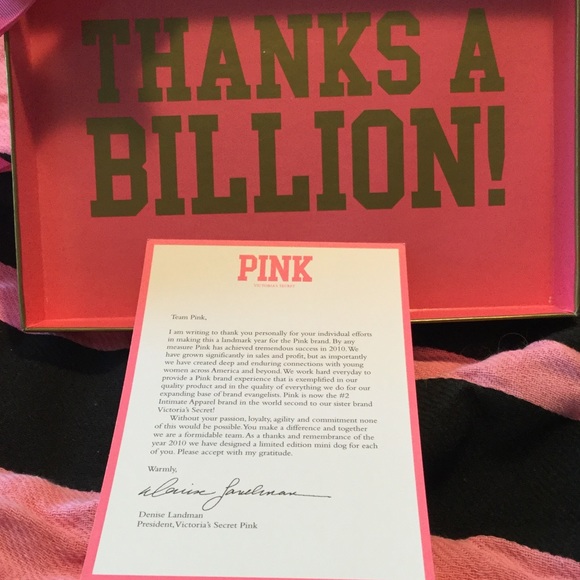 THANKS A
BILLION!
PINK
VICTORIA'S SECRET
Team Pink,
I am writing to thank you personally for your individual efforts
in making this a landmark year for the Pink brand. By any
measure Pink has achieved tremendous success in 2010. We
have grown significantly in sales and profit, but as importantly
we have created deep and enduring connections with young
women across America and beyond. We work hard everyday to
provide a Pink brand experience that is exemplified in our
quality product and in the quality of everything we do for our
expanding base of brand evangelists. Pink is now the #2
Intimate Apparel brand in the world second to our sister brand
Victoria's Secret!
Without your passion, loyalty, agility and commitment none
of this would be possible. You make a difference and together
we are a formidable team. As a thanks and remembrance of the
year 2010 we have designed a limited edition mini dog for each
of you. Please accept with my gratitude.
Warmly,
Denise Landman
Denise Landman
President, Victoria's Secret Pink